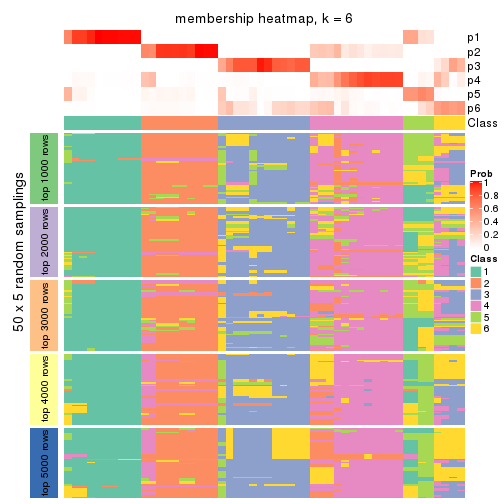 membership heatmap, k = 6
p1
p2
p3
p4
p5
p6
Class
50 x 5 random samplings
top 1000 rows
top 2000 rows
top 3000 rows
top 4000 rows
top 5000 rows
Prob
1
0.8
0.6
0.4
0.2
0
Class
1
2
3
4
5
6